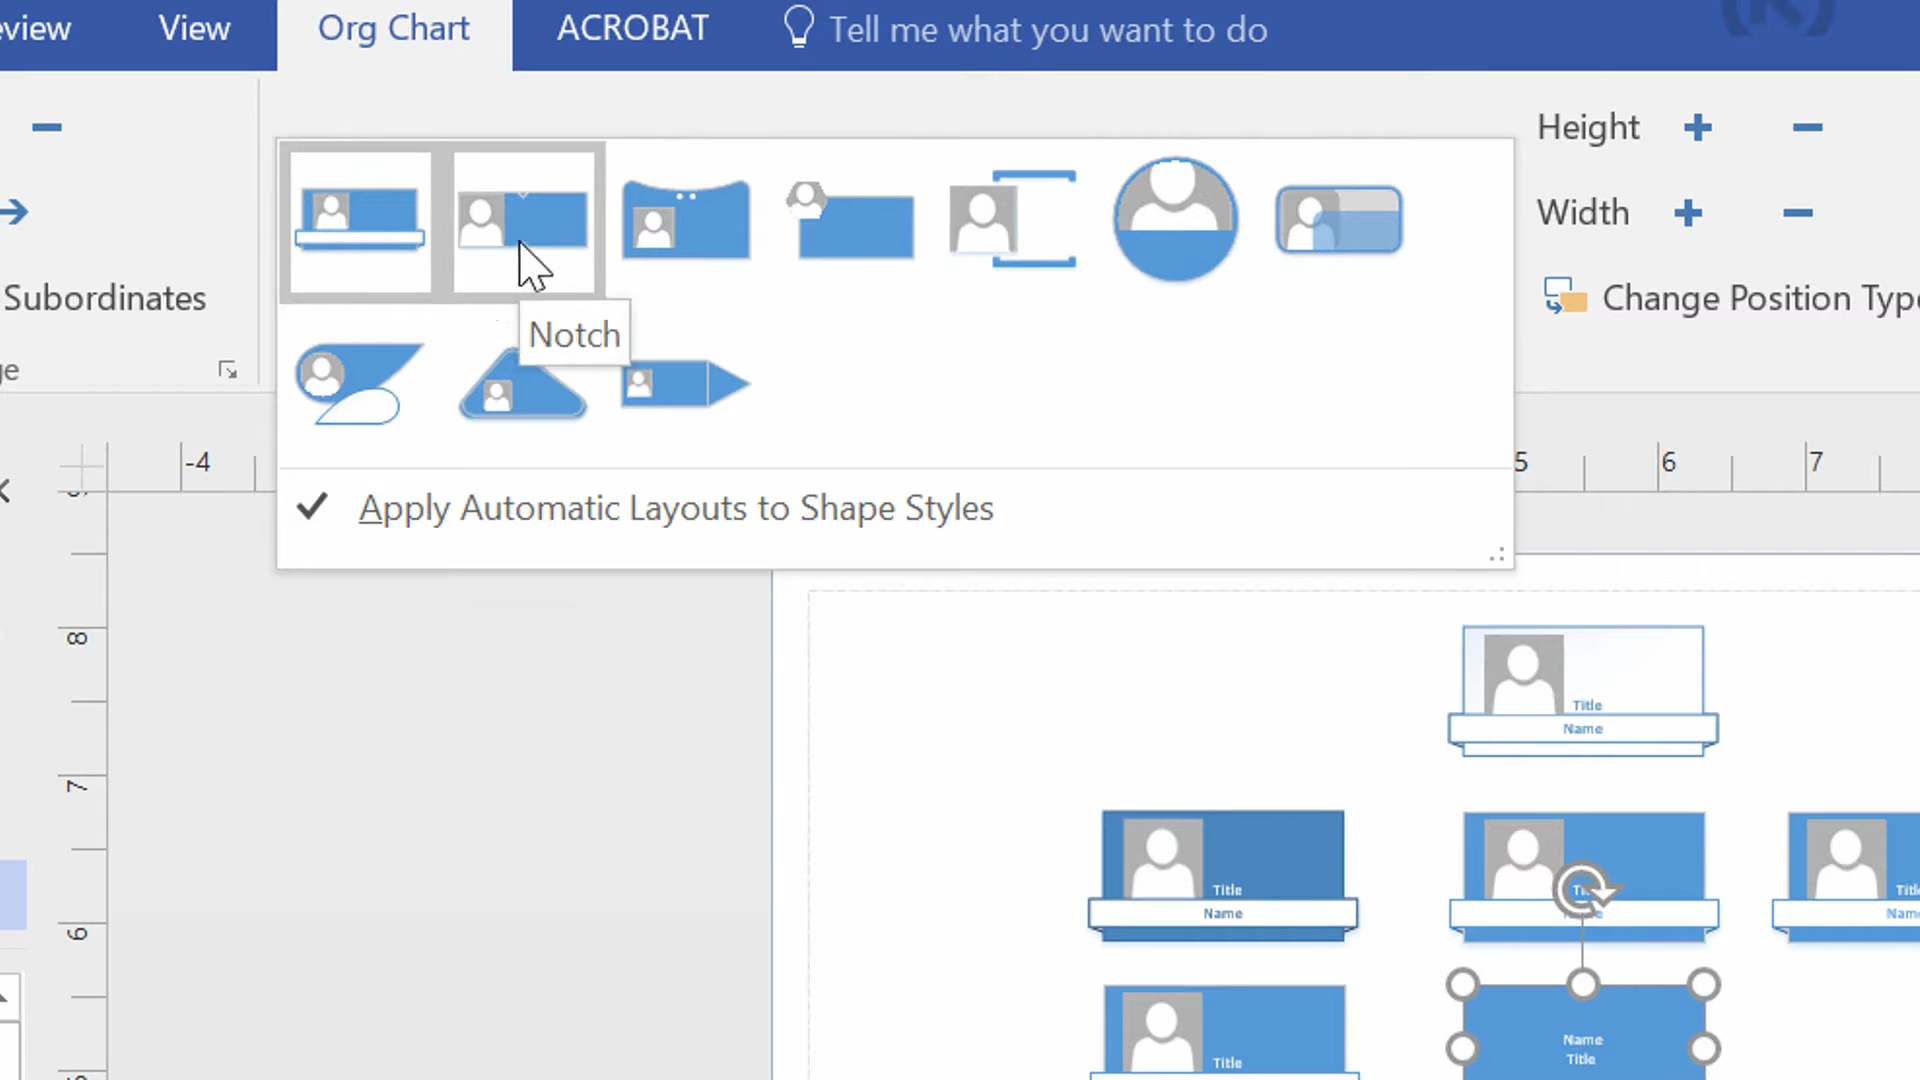 eview View Org Chart ACROBAT Tell me what you want to do
Height
Width
Subordinates
Change Position Typ
ge
Notch
-4
5 6 7
Apply Automatic Layouts to Shape Styles
8
7
6
Title
Name
Title
Name
Title
Name
Name
Title
Title